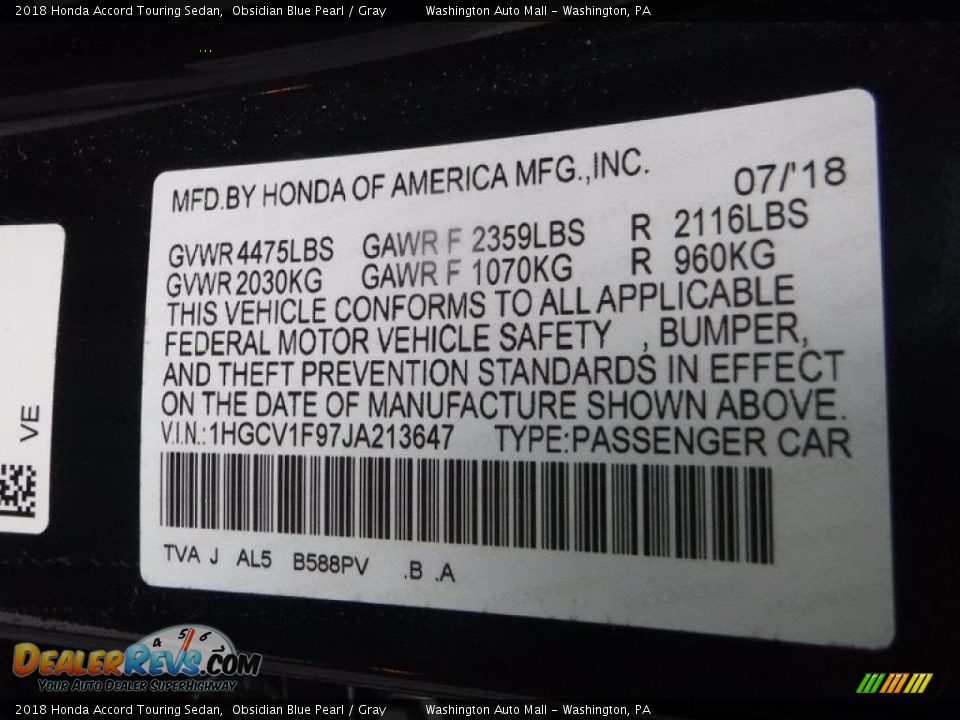 2018 Honda Accord Touring Sedan, Obsidian Blue Pearl / Gray Washington Auto Mall - Washington, PA
MFD.BY HONDA OF AMERICA MFG.,INC. 07/'18
GVWR 4475LBS GAWR F 2359LBS R 2116LBS
GVWR 2030KG GAWR F 1070KG R 960KG
THIS VEHICLE CONFORMS TO ALL APPLICABLE
FEDERAL MOTOR VEHICLE SAFETY , BUMPER,
AND THEFT PREVENTION STANDARDS IN EFFECT
ON THE DATE OF MANUFACTURE SHOWN ABOVE.
V.I.N.:1HGCV1F97JA213647 TYPE:PASSENGER CAR
TVA J AL5 B588PV .B .A
VE
4 5 6 7
DEALERREVS.COM
YOUR AUTO DEALER SUPERHIGHWAY
2018 Honda Accord Touring Sedan, Obsidian Blue Pearl / Gray Washington Auto Mall - Washington, PA